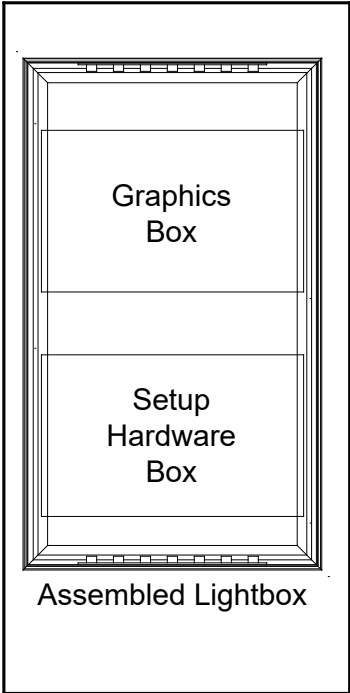 Graphics
Box
Setup
Hardware
Box
Assembled Lightbox